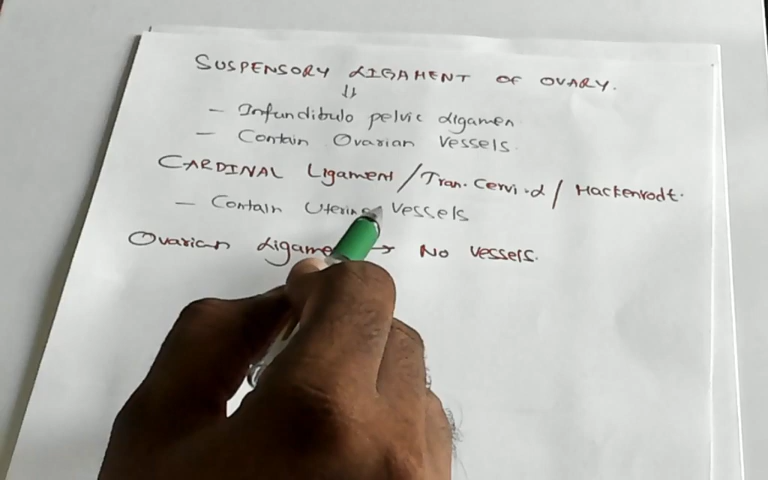 SUSPENSORY LIGAMENT OF OVARY.
⇓
- Infundibulo pelvic ligamen
- Contain Ovarian Vessels.
CARDINAL Ligament / Tran. Cervi d / Mackenrodt.
- Contain Uterine Vessels
Ovarian Ligame → No Vessels.